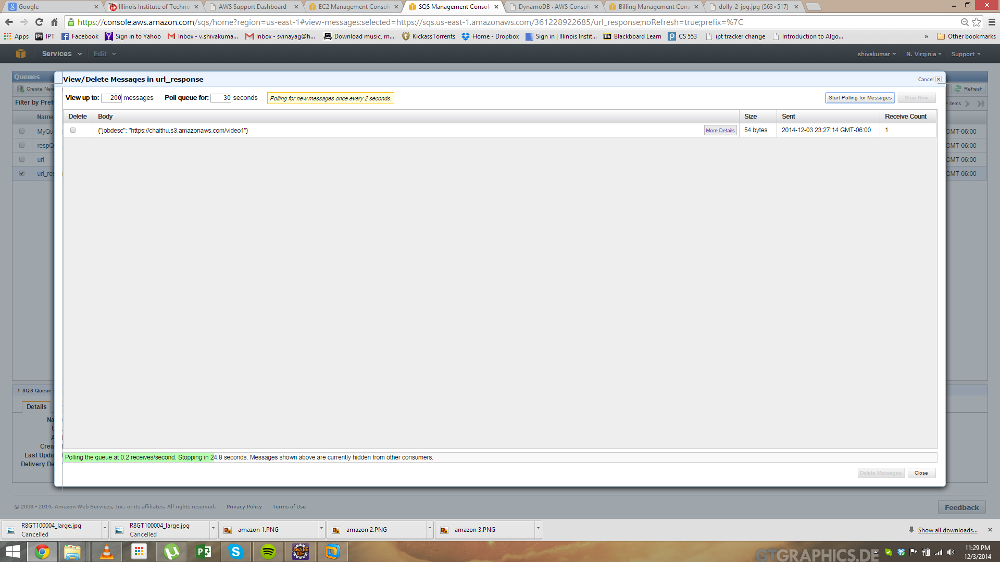 Google
Illinois Institute of Techno
AWS Support Dashboard
EC2 Management Consol
SQS Management Consol
DynamoDB · AWS Consol
Billing Management Cons
dolly-2-jpg.jpg (563×517)
https://console.aws.amazon.com/sqs/home?region=us-east-1#view-messages:selected=https://sqs.us-east-1.amazonaws.com/361228922685/url_response;noRefresh=true;prefix=%7C
Apps
IPT
Facebook
Sign in to Yahoo
Inbox - v.shivakuma...
Inbox - svinayag@h...
Download music, m...
KickassTorrents
Home - Dropbox
Sign in | Illinois Instit...
Bb Blackboard Learn
CS 553
ipt tracker change
Introduction to Algo...
»
Other bookmarks
Services
Edit
shivakumar
N. Virginia
Support
Queues
Create New
Refresh
Filter by Prefi
items
Name
MyQu
GMT-06:00
respQ
GMT-06:00
url
GMT-06:00
url_res
GMT-06:00
View/Delete Messages in url_response
Cancel
View up to: 200 messages
Poll queue for: 30 seconds
Polling for new messages once every 2 seconds.
Start Polling for Messages
Stop Now
Delete
Body
Size
Sent
Receive Count
{"jobdesc": "https://chaithu.s3.amazonaws.com/video1"}
More Details
54 bytes
2014-12-03 23:27:14 GMT-06:00
1
1 SQS Queue
Details
Na
Crea
Last Upda
Delivery De
Polling the queue at 0.2 receives/second. Stopping in 24.8 seconds. Messages shown above are currently hidden from other consumers.
Delete Messages
Close
© 2008 - 2014, Amazon Web Services, Inc. or its affiliates. All rights reserved.
Privacy Policy
Terms of Use
Feedback
R8GT100004_large.jpg
Cancelled
R8GT100004_large.jpg
Cancelled
amazon 1.PNG
amazon 2.PNG
amazon 3.PNG
Show all downloads...
Java EE
IDE
GTGRAPHICS.DE
11:29 PM
12/3/2014